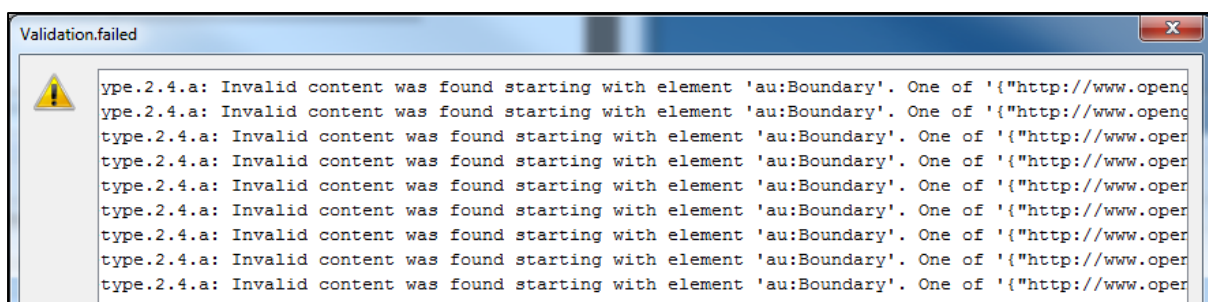 Validation.failed
ype.2.4.a: Invalid content was found starting with element 'au:Boundary'. One of '{"http://www.openg
ype.2.4.a: Invalid content was found starting with element 'au:Boundary'. One of '{"http://www.openg
type.2.4.a: Invalid content was found starting with element 'au:Boundary'. One of '{"http://www.open
type.2.4.a: Invalid content was found starting with element 'au:Boundary'. One of '{"http://www.open
type.2.4.a: Invalid content was found starting with element 'au:Boundary'. One of '{"http://www.open
type.2.4.a: Invalid content was found starting with element 'au:Boundary'. One of '{"http://www.open
type.2.4.a: Invalid content was found starting with element 'au:Boundary'. One of '{"http://www.open
type.2.4.a: Invalid content was found starting with element 'au:Boundary'. One of '{"http://www.open
type.2.4.a: Invalid content was found starting with element 'au:Boundary'. One of '{"http://www.open